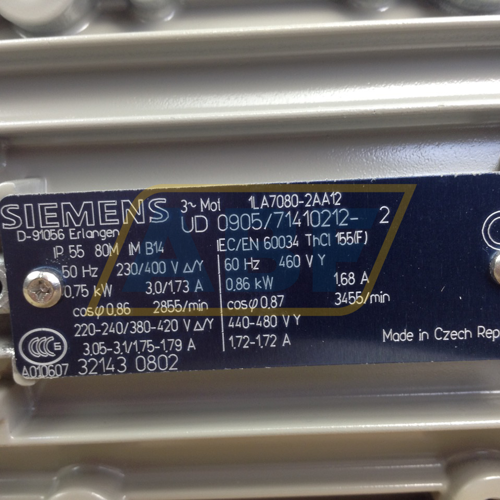 SIEMENS 3~ Mot 1LA7080-2AA12
D-91056 Erlangen UD 0905/71410212- 2
IP 55 80M IM B14 IEC/EN 60034 ThCl 155(F)
50 Hz 230/400 V Δ/Y 60 Hz 460 V Y
0,75 kW 3,0/1,73 A 0,86 kW 1,68 A
cosφ 0,86 2855/min cosφ 0,87 3455/min
220-240/380-420 V Δ/Y 440-480 V Y
3,05-3,1/1,75-1,79 A 1,72-1,72 A
Made in Czech Rep
CCC S
A010607 32143 0802